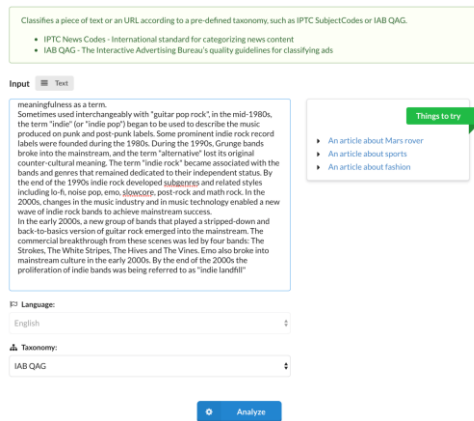 Classifies a piece of text or an URL according to a pre-defined taxonomy, such as IPTC SubjectCodes or IAB QAG.
IPTC News Codes - International standard for categorizing news content
IAB QAG - The Interactive Advertising Bureau's quality guidelines for classifying ads
Input
Text
meaningfulness as a term.
Sometimes used interchangeably with "guitar pop rock", in the mid-1980s,
the term "indie" (or "indie pop") began to be used to describe the music
produced on punk and post-punk labels. Some prominent indie rock record
labels were founded during the 1980s. During the 1990s, Grunge bands
broke into the mainstream, and the term "alternative" lost its original
counter-cultural meaning. The term "indie rock" became associated with the
bands and genres that remained dedicated to their independent status. By
the end of the 1990s indie rock developed subgenres and related styles
including lo-fi, noise pop, emo, slowcore, post-rock and math rock. In the
2000s, changes in the music industry and in music technology enabled a new
wave of indie rock bands to achieve mainstream success.
In the early 2000s, a new group of bands that played a stripped-down and
back-to-basics version of guitar rock emerged into the mainstream. The
commercial breakthrough from these scenes was led by four bands: The
Strokes, The White Stripes, The Hives and The Vines. Emo also broke into
mainstream culture in the early 2000s. By the end of the 2000s the
proliferation of indie bands was being referred to as "indie landfill"
Things to try
An article about Mars rover
An article about sports
An article about fashion
Language:
English
Taxonomy:
IAB QAG
Analyze